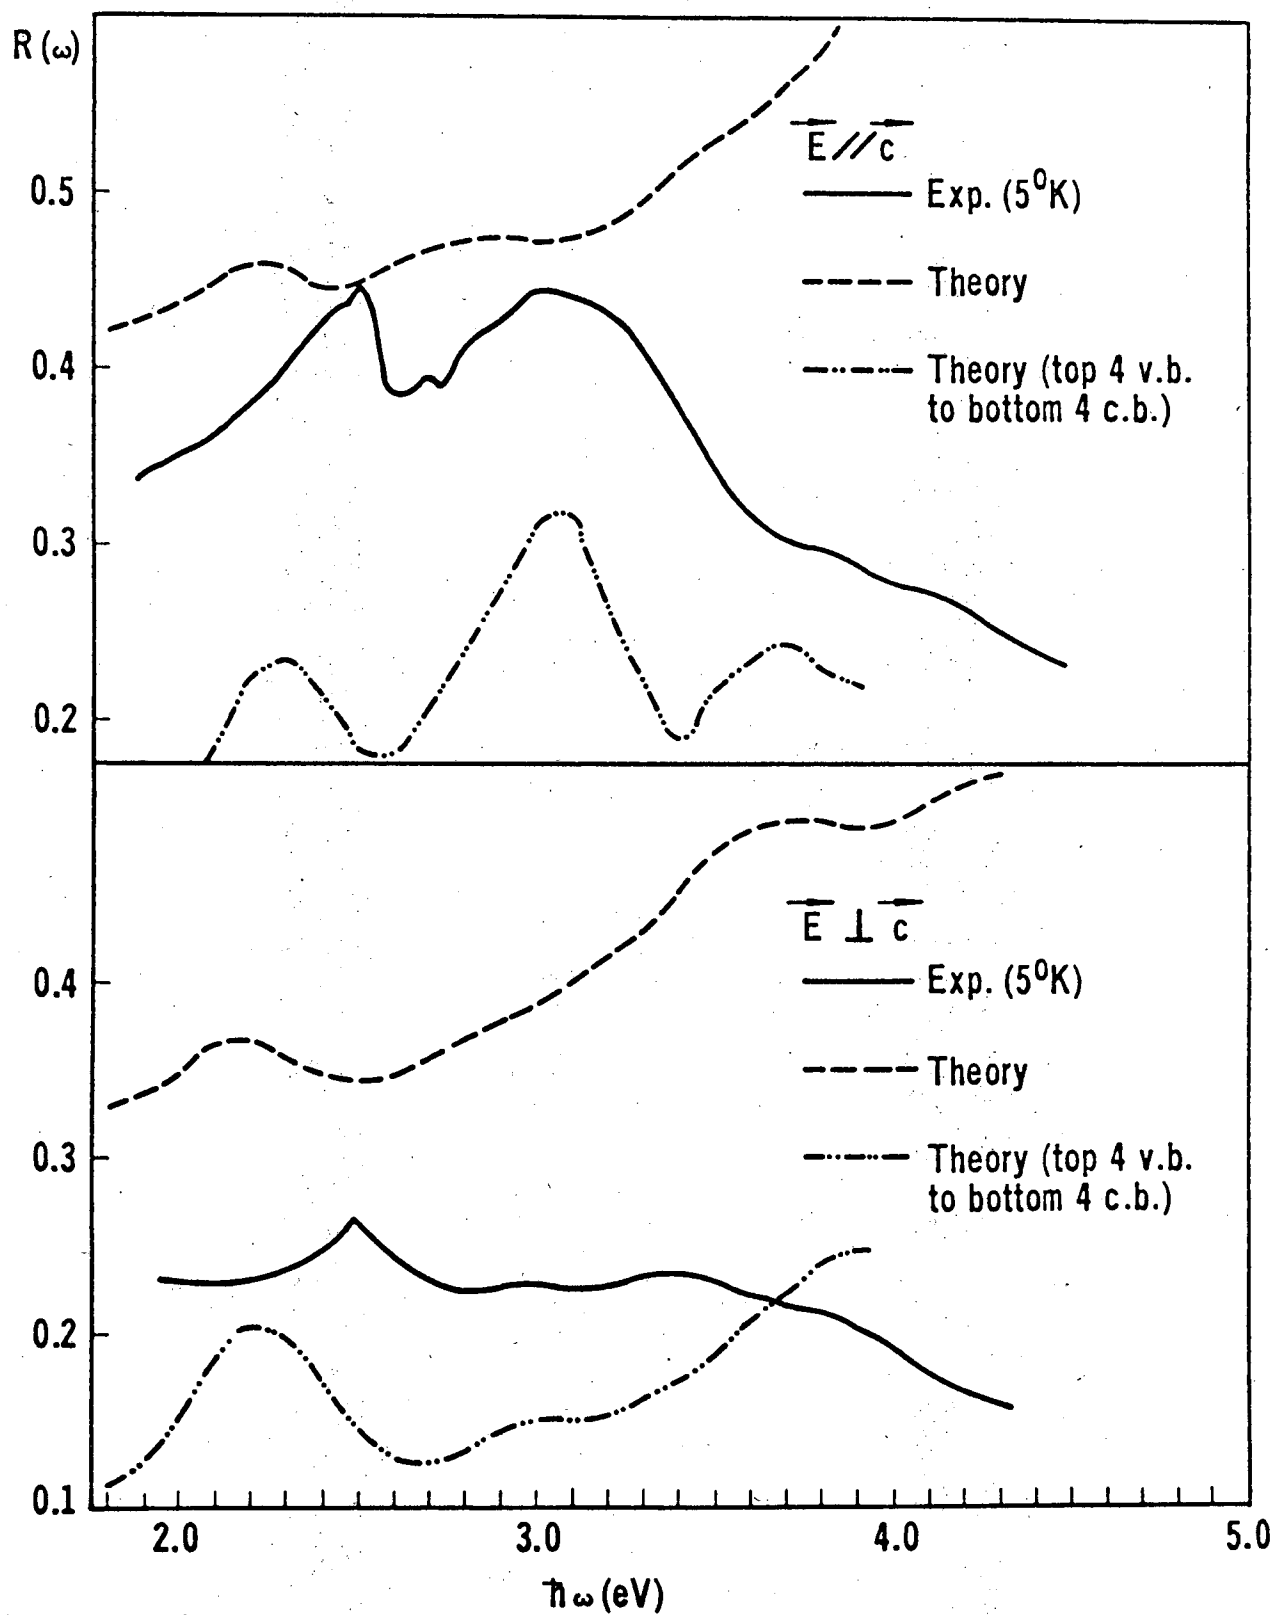 R(ω)
0.5
0.4
0.3
0.2
E // c
Exp. (5⁰K)
Theory
Theory (top 4 v.b.
to bottom 4 c.b.)
0.4
0.3
0.2
0.1
E ⊥ c
Exp. (5⁰K)
Theory
Theory (top 4 v.b.
to bottom 4 c.b.)
2.0 3.0 4.0 5.0
ħω (eV)